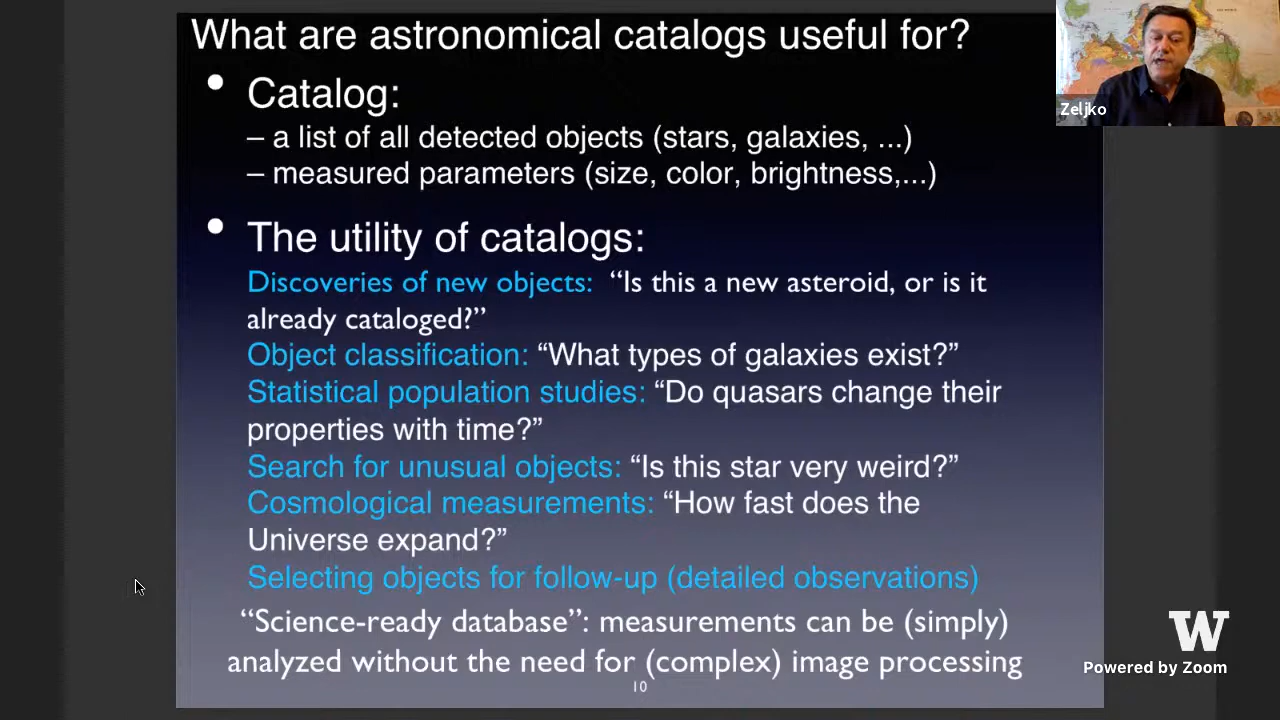 What are astronomical catalogs useful for?
• Catalog:
– a list of all detected objects (stars, galaxies, ...)
– measured parameters (size, color, brightness,...)
• The utility of catalogs:
Discoveries of new objects: “Is this a new asteroid, or is it
already cataloged?”
Object classification: “What types of galaxies exist?”
Statistical population studies: “Do quasars change their
properties with time?”
Search for unusual objects: “Is this star very weird?”
Cosmological measurements: “How fast does the
Universe expand?”
Selecting objects for follow-up (detailed observations)
“Science-ready database”: measurements can be (simply)
analyzed without the need for (complex) image processing
10
Zeljko
W
Powered by Zoom